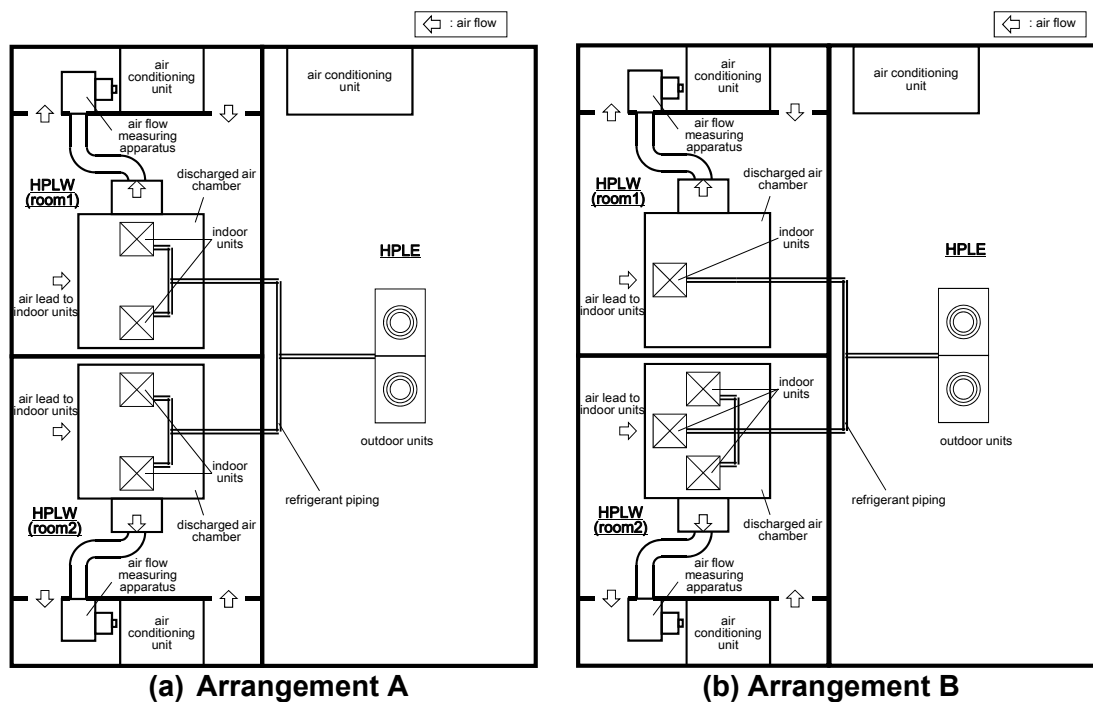 : air flow
air
conditioning
unit
air conditioning
unit
air flow
measuring
apparatus
HPLW
(room1)
discharged air
chamber
indoor
units
HPLE
air lead to
indoor units
air lead to
indoor units
outdoor units
indoor
units
refrigerant piping
HPLW
(room2)
discharged air
chamber
air flow
measuring
apparatus
air
conditioning
unit
(a) Arrangement A
: air flow
air
conditioning
unit
air conditioning
unit
air flow
measuring
apparatus
HPLW
(room1)
discharged air
chamber
indoor
units
HPLE
air lead to
indoor units
air lead to
indoor units
indoor
units
outdoor units
refrigerant piping
HPLW
(room2)
discharged air
chamber
air flow
measuring
apparatus
air
conditioning
unit
(b) Arrangement B